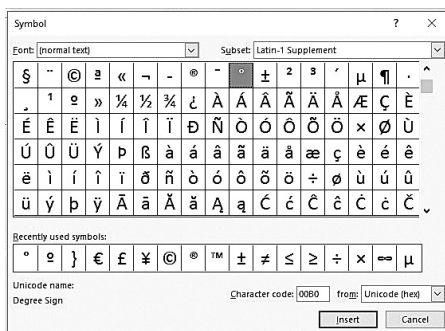 Symbol ? ×
Font: (normal text) Subset: Latin-1 Supplement
§ ¨ © ª « ¬ - ® ¯ ° ± ² ³ ´ µ ¶ ·
¸ ¹ º » ¼ ½ ¾ ¿ À Á Â Ã Ä Å Æ Ç È
É Ê Ë Ì Í Î Ï Ð Ñ Ò Ó Ô Õ Ö × Ø Ù
Ú Û Ü Ý Þ ß à á â ã ä å æ ç è é ê
ë ì í î ï ð ñ ò ó ô õ ö ÷ ø ù ú û
ü ý þ ÿ Ā ā Ă ă Ą ą Ć ć Ĉ ĉ Ċ ċ Č
Recently used symbols:
° º } € £ ¥ © ® ™ ± ≠ ≤ ≥ ÷ × ∞ µ
Unicode name:
Degree Sign
Character code: 00B0 from: Unicode (hex)
Insert Cancel